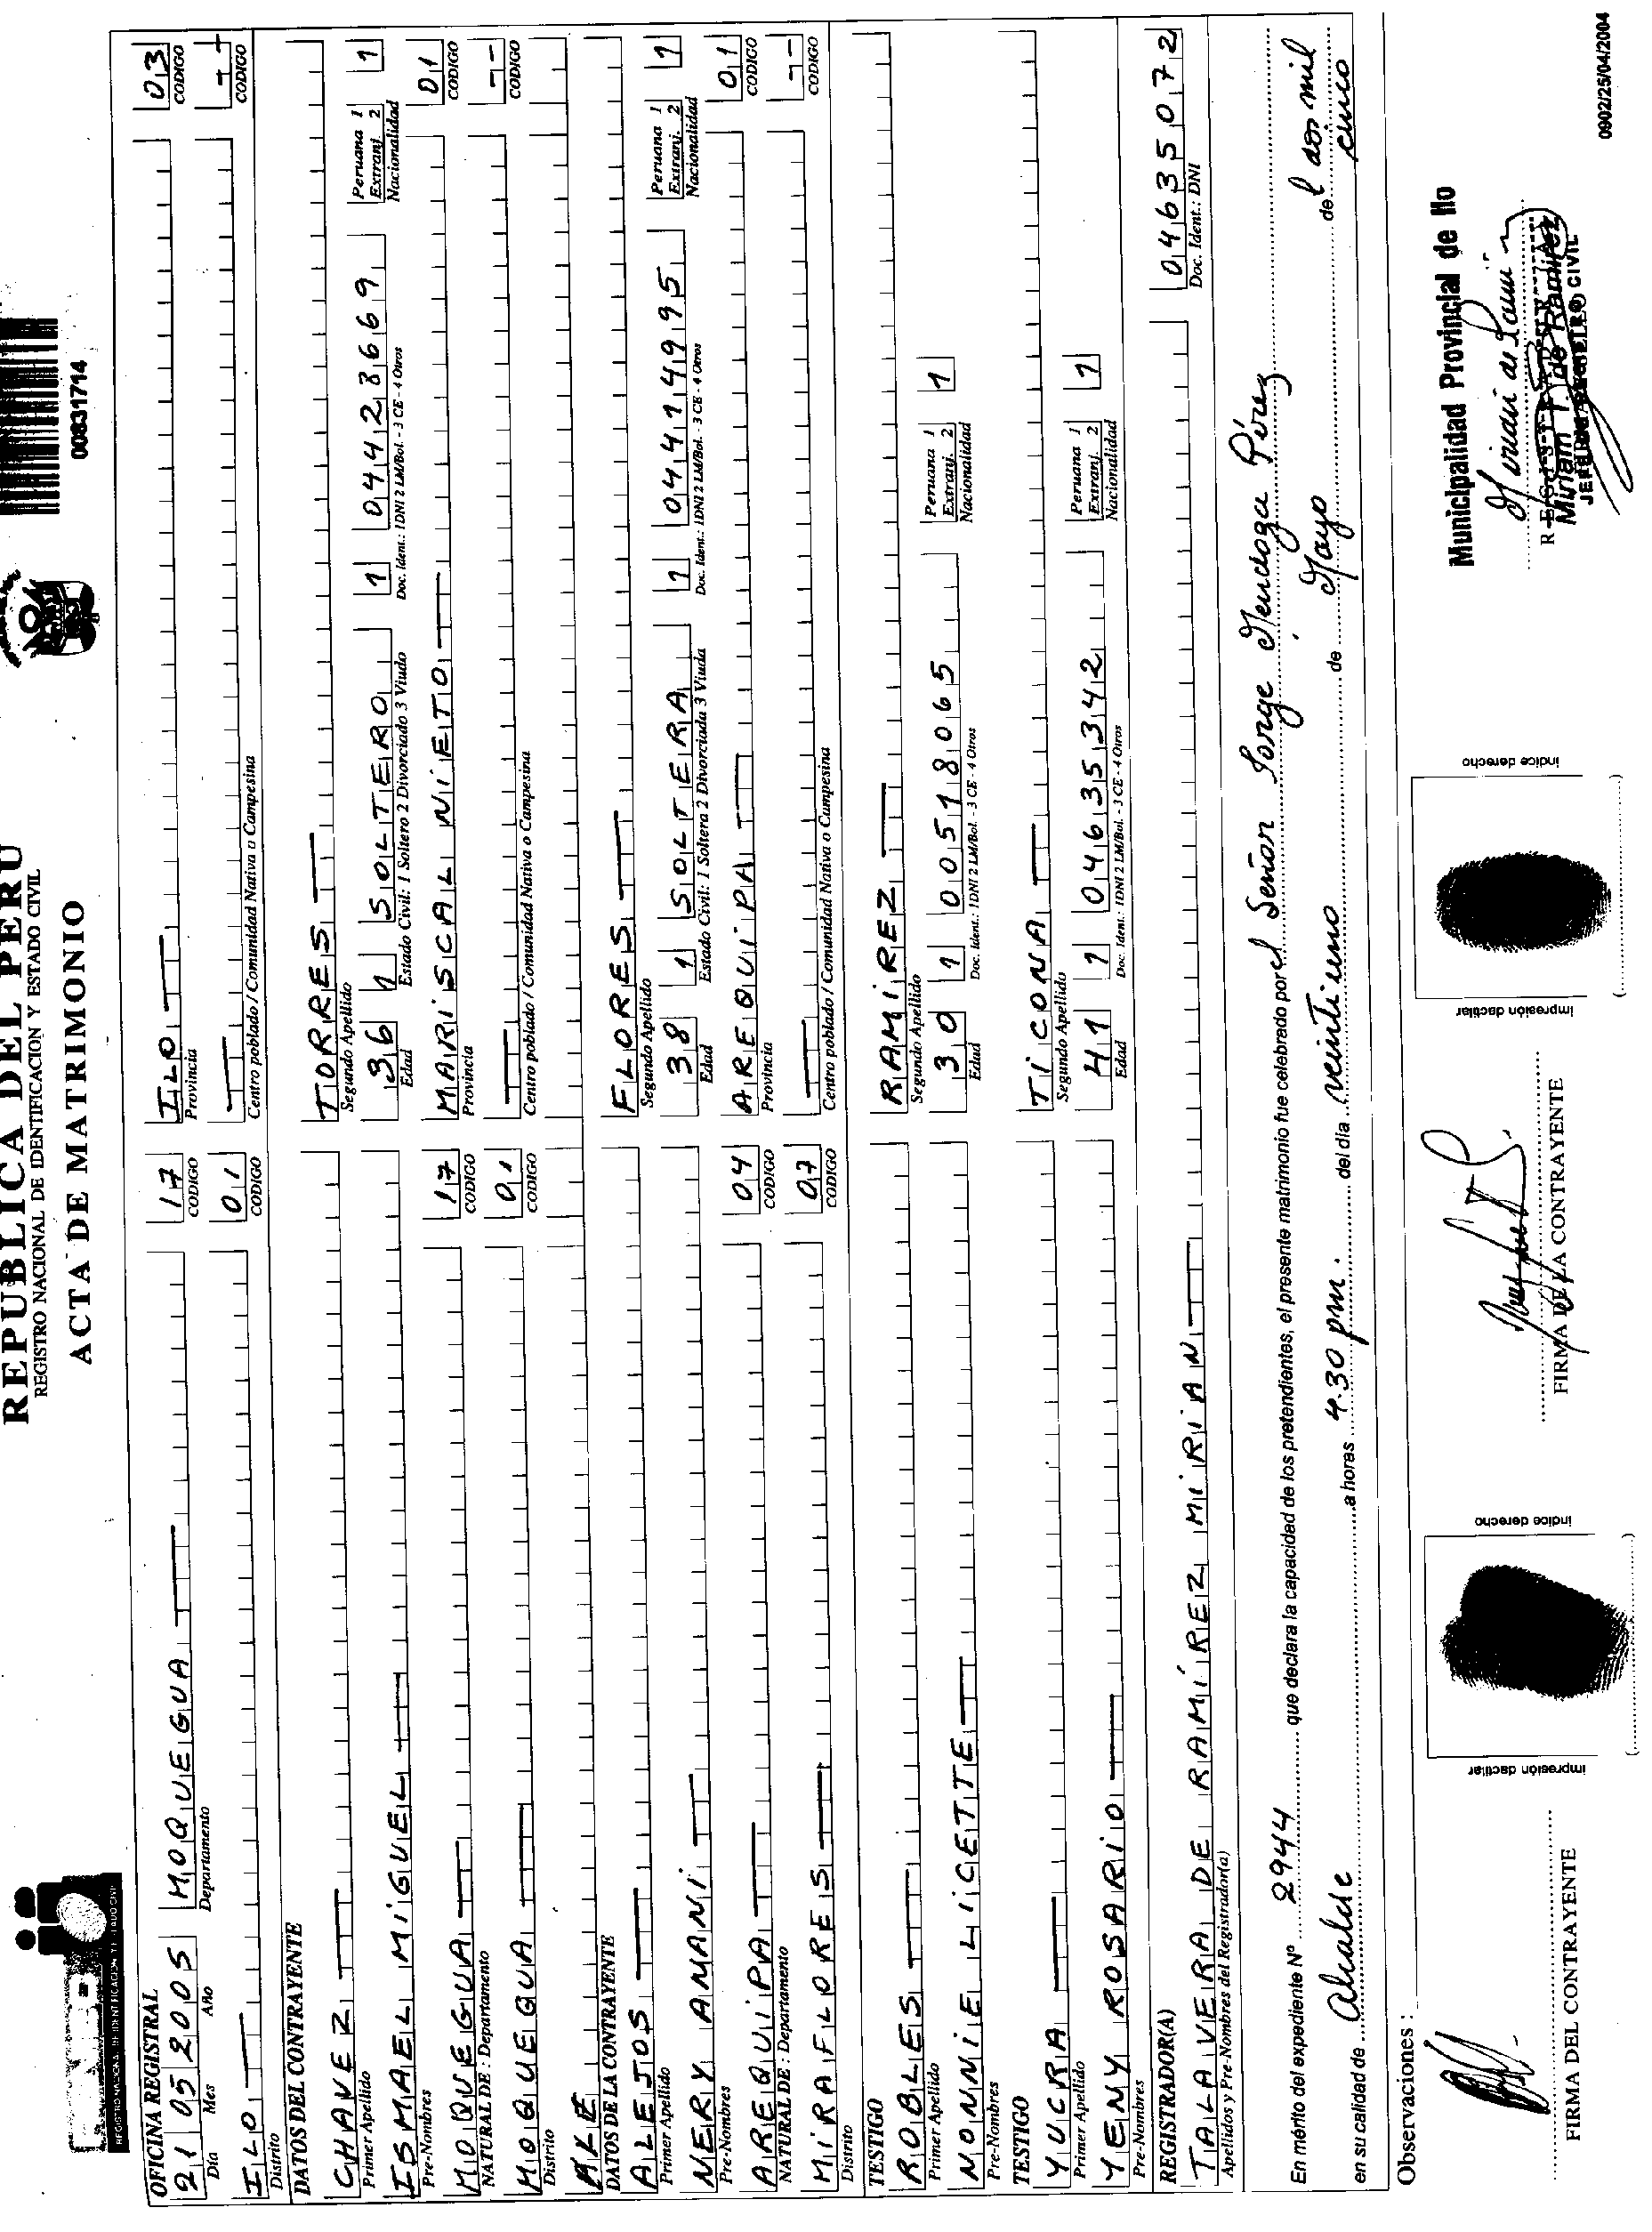 REPUBLICA DEL PERU
REGISTRO NACIONAL DE IDENTIFICACION Y ESTADO CIVIL
ACTA DE MATRIMONIO
00831714
REGISTRO NACIONAL DE IDENTIFICACION Y ESTADO CIVIL
OFICINA REGISTRAL
21 05 2005 MOQUEGUA 17 ILO 03
Día Mes Año Departamento CODIGO Provincia CODIGO
ILO 01
Distrito CODIGO Centro poblado / Comunidad Nativa o Campesina CODIGO
DATOS DEL CONTRAYENTE
CHAVEZ TORRES
Primer Apellido Segundo Apellido
ISMAEL MIGUEL 36 1 SOLTERO 1 04428669 Peruana 1 Extranj. 2 1
Pre-Nombres Edad Estado Civil: 1 Soltero 2 Divorciado 3 Viudo Doc. Ident.: 1DNI 2 LM/Bol. - 3 CE - 4 Otros Nacionalidad
MOQUEGUA 17 MARISCAL NIETO 01
NATURAL DE : Departamento CODIGO Provincia CODIGO
MOQUEGUA 01
Distrito CODIGO Centro poblado / Comunidad Nativa o Campesina CODIGO
DATOS DE LA CONTRAYENTE
ALEJOS FLORES
Primer Apellido Segundo Apellido
NERY AMANI 38 1 SOLTERA 1 04414995 Peruana 1 Extranj. 2 1
Pre-Nombres Edad Estado Civil: 1 Soltera 2 Divorciada 3 Viuda Doc. Ident.: 1DNI 2 LM/Bol. - 3 CE - 4 Otros Nacionalidad
AREQUIPA 04 AREQUIPA 01
NATURAL DE : Departamento CODIGO Provincia CODIGO
MIRAFLORES 07
Distrito CODIGO Centro poblado / Comunidad Nativa o Campesina CODIGO
TESTIGO
ROBLES RAMIREZ
Primer Apellido Segundo Apellido
NONNIE LICETTE 30 1 00518065 Peruana 1 Extranj. 2 1
Pre-Nombres Edad Doc. Ident.: 1DNI 2 LM/Bol. - 3 CE - 4 Otros Nacionalidad
TESTIGO
YUCRA TICONA
Primer Apellido Segundo Apellido
YENY ROSARIO 41 1 04635342 Peruana 1 Extranj. 2 1
Pre-Nombres Edad Doc. Ident.: 1DNI 2 LM/Bol. - 3 CE - 4 Otros Nacionalidad
REGISTRADOR(A)
TALAVERA DE RAMÍREZ MIRIAN 04635072
Apellidos y Pre-Nombres del Registrador(a) Doc. Ident.: DNI
En mérito del expediente Nº 2944 que declara la capacidad de los pretendientes, el presente matrimonio fue celebrado por el Señor Jorge Mendoza Pérez
en su calidad de Alcalde a horas 4.30 pm. del día veintiuno de Mayo del dos mil cinco
Observaciones :
Municipalidad Provincial de Ilo
impresión dactilar índice derecho impresión dactilar índice derecho
Mirian T. de Ramirez
FIRMA DEL CONTRAYENTE FIRMA DE LA CONTRAYENTE
0902/25/04/2004